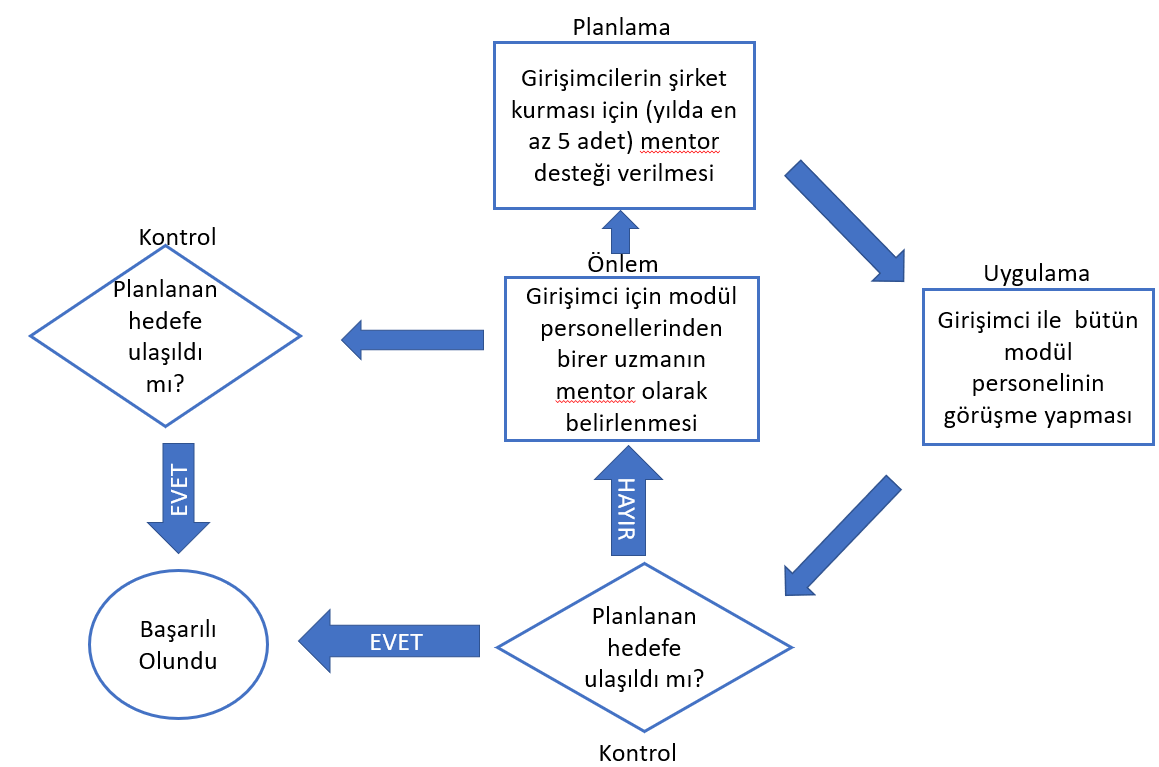 Planlama
Girişimcilerin şirket
kurması için (yılda en
az 5 adet) mentor
desteği verilmesi
Uygulama
Girişimci ile  bütün
modül
personelinin
görüşme yapması
Önlem
Girişimci için modül
personellerinden
birer uzmanın
mentor olarak
belirlenmesi
Kontrol
Planlanan
hedefe
ulaşıldı
mı?
EVET
HAYIR
Başarılı
Olundu
EVET
Planlanan
hedefe
ulaşıldı mı?
Kontrol